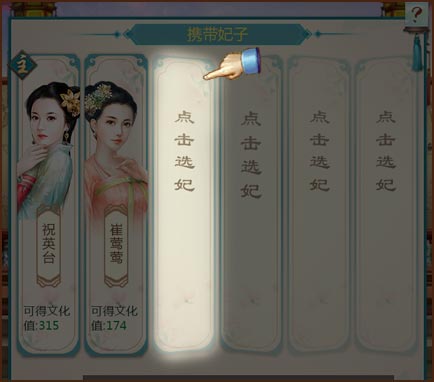 携带妃子
?
主
祝英台
可得文化
值:315
崔莺莺
可得文化
值:174
点击选妃
点击选妃
点击选妃
点击选妃